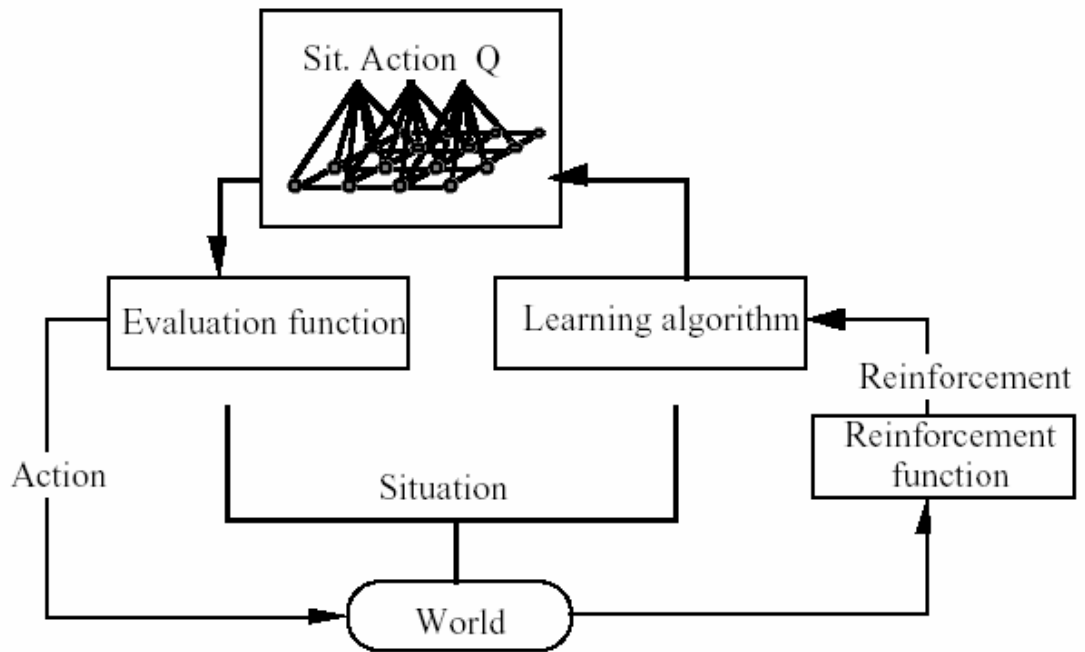 Sit. Action Q
Evaluation function
Learning algorithm
Reinforcement
Reinforcement
function
Action
Situation
World